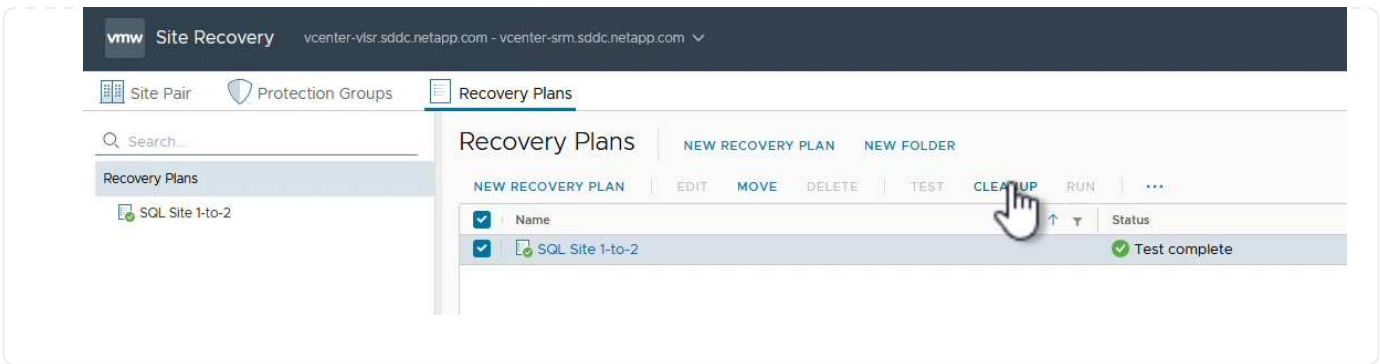 vmw Site Recovery vcenter-vlsr.sddc.netapp.com - vcenter-srm.sddc.netapp.com
Site Pair Protection Groups Recovery Plans
Search...
Recovery Plans
SQL Site 1-to-2
Recovery Plans NEW RECOVERY PLAN NEW FOLDER
NEW RECOVERY PLAN EDIT MOVE DELETE TEST CLEANUP RUN ...
Name Status
SQL Site 1-to-2 Test complete